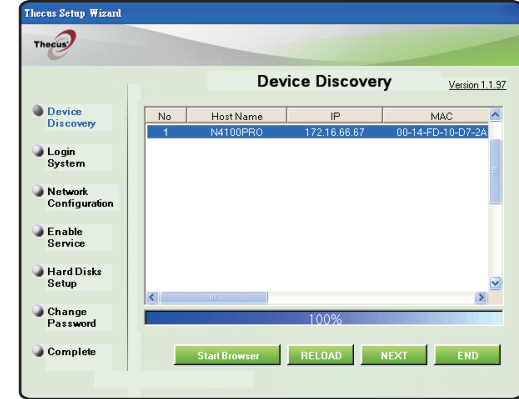 Thecus Setup Wizard
Thecus
Device Discovery
Version 1.1.97
Device
Discovery
Login
System
Network
Configuration
Enable
Service
Hard Disks
Setup
Change
Password
Complete
No Host Name IP MAC
1 N4100PRO 172.16.66.67 00-14-FD-10-D7-2A
100%
Start Browser RELOAD NEXT END